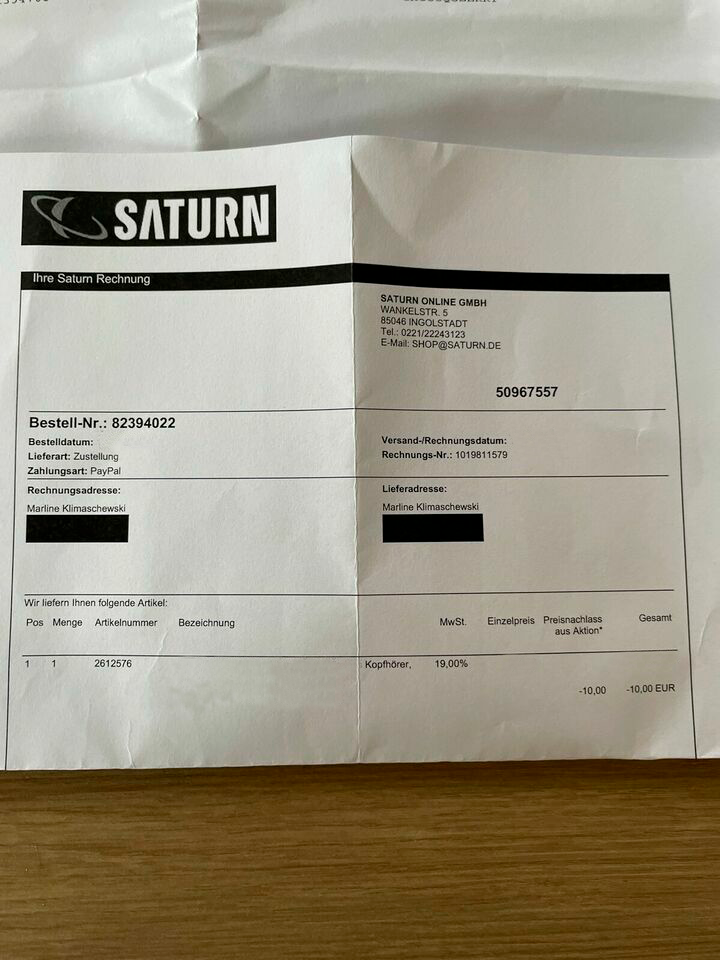 SATURN
Ihre Saturn Rechnung
SATURN ONLINE GMBH
WANKELSTR. 5
85046 INGOLSTADT
Tel.: 0221/22243123
E-Mail: SHOP@SATURN.DE
50967557
Bestell-Nr.: 82394022
Bestelldatum:
Lieferart: Zustellung
Zahlungsart: PayPal
Versand-/Rechnungsdatum:
Rechnungs-Nr.: 1019811579
Rechnungsadresse:
Marline Klimaschewski
Lieferadresse:
Marline Klimaschewski
Wir liefern Ihnen folgende Artikel:
Pos Menge Artikelnummer Bezeichnung MwSt. Einzelpreis Preisnachlass Gesamt
aus Aktion*
1 1 2612576 Kopfhörer, 19,00%
-10,00 -10,00 EUR